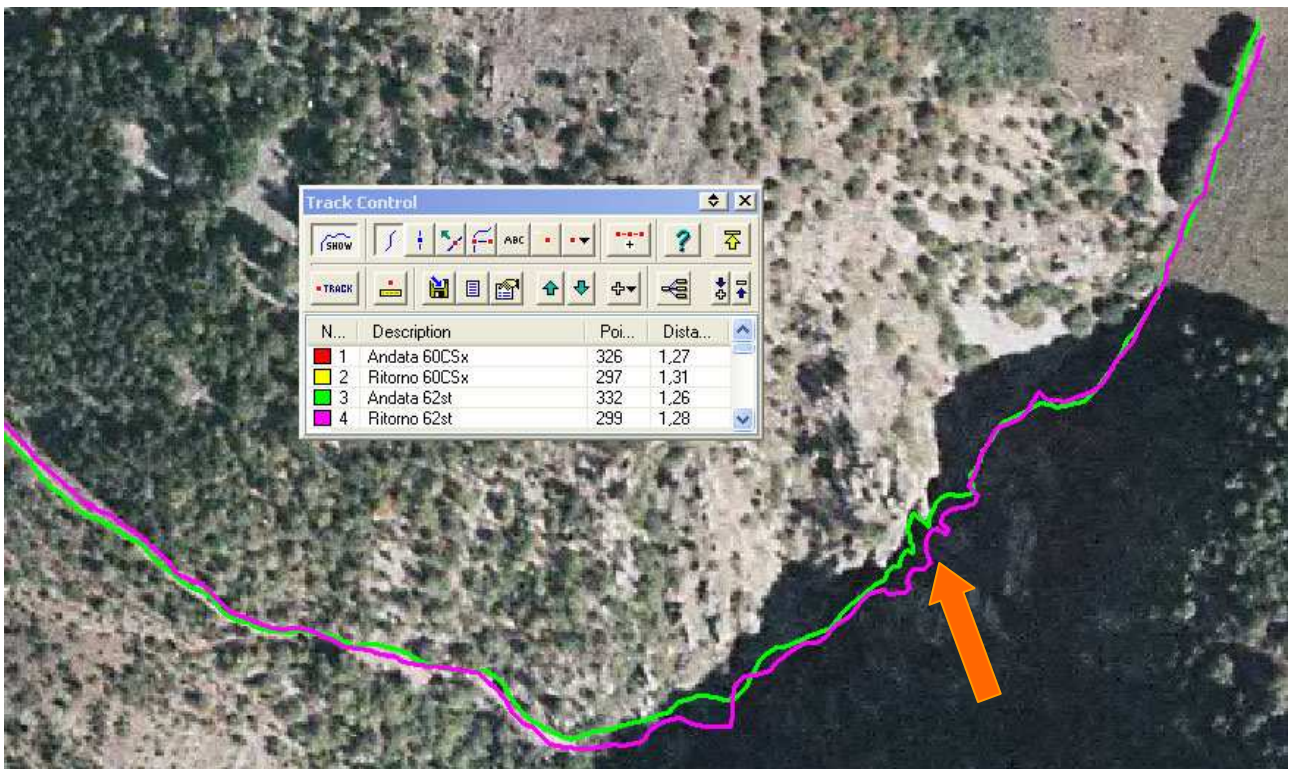 Track Control
SHOW ABC ?
TRACK
N... Description Poi... Dista...
1 Andata 60CSx 326 1,27
2 Ritorno 60CSx 297 1,31
3 Andata 62st 332 1,26
4 Ritorno 62st 299 1,28